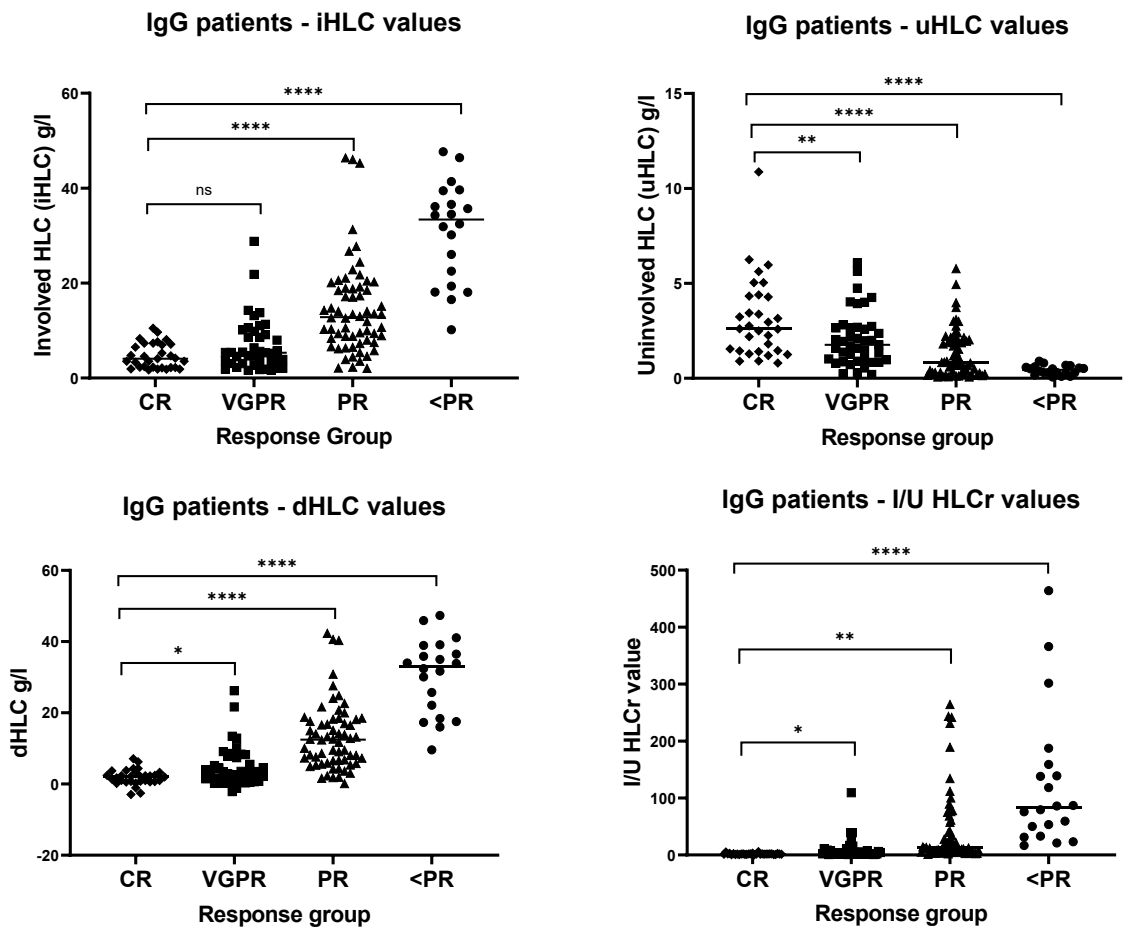 IgG patients - iHLC values
Involved HLC (iHLC) g/l
60
40
20
0
****
****
ns
CR VGPR PR <PR
Response Group
IgG patients - uHLC values
Uninvolved HLC (uHLC) g/l
15
10
5
0
****
****
**
CR VGPR PR <PR
Response group
IgG patients - dHLC values
dHLC g/l
60
40
20
0
-20
****
****
*
CR VGPR PR <PR
Response group
IgG patients - I/U HLCr values
I/U HLCr value
500
400
300
200
100
0
****
**
*
CR VGPR PR <PR
Response group